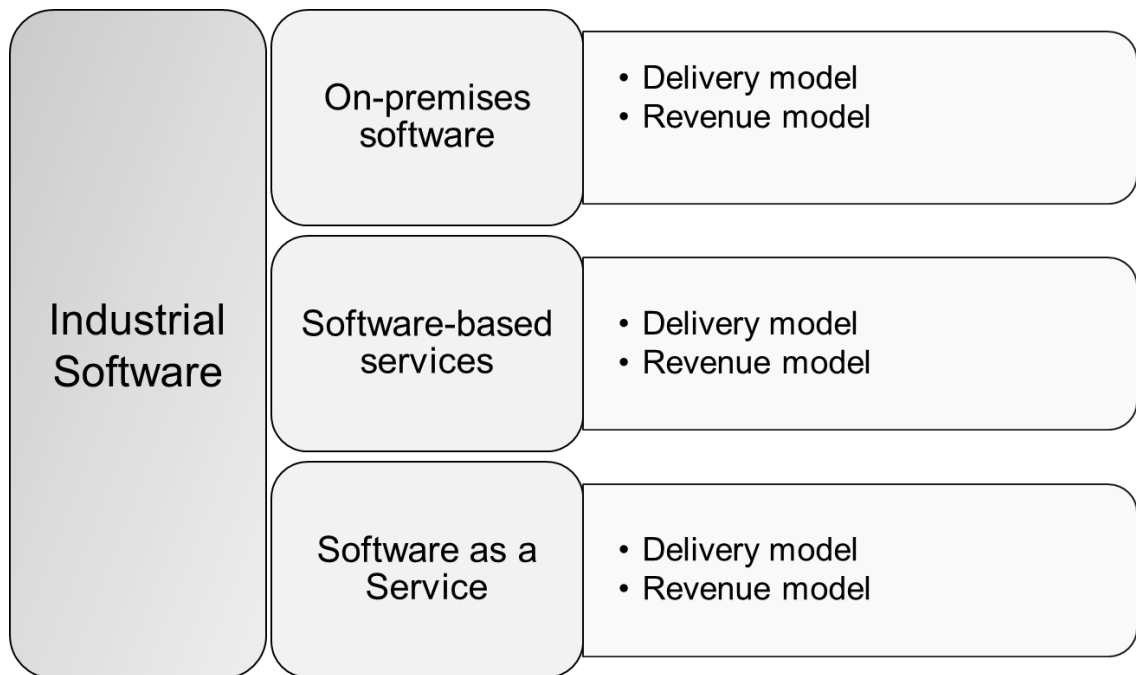 Industrial
Software
On-premises
software
• Delivery model
• Revenue model
Software-based
services
• Delivery model
• Revenue model
Software as a
Service
• Delivery model
• Revenue model